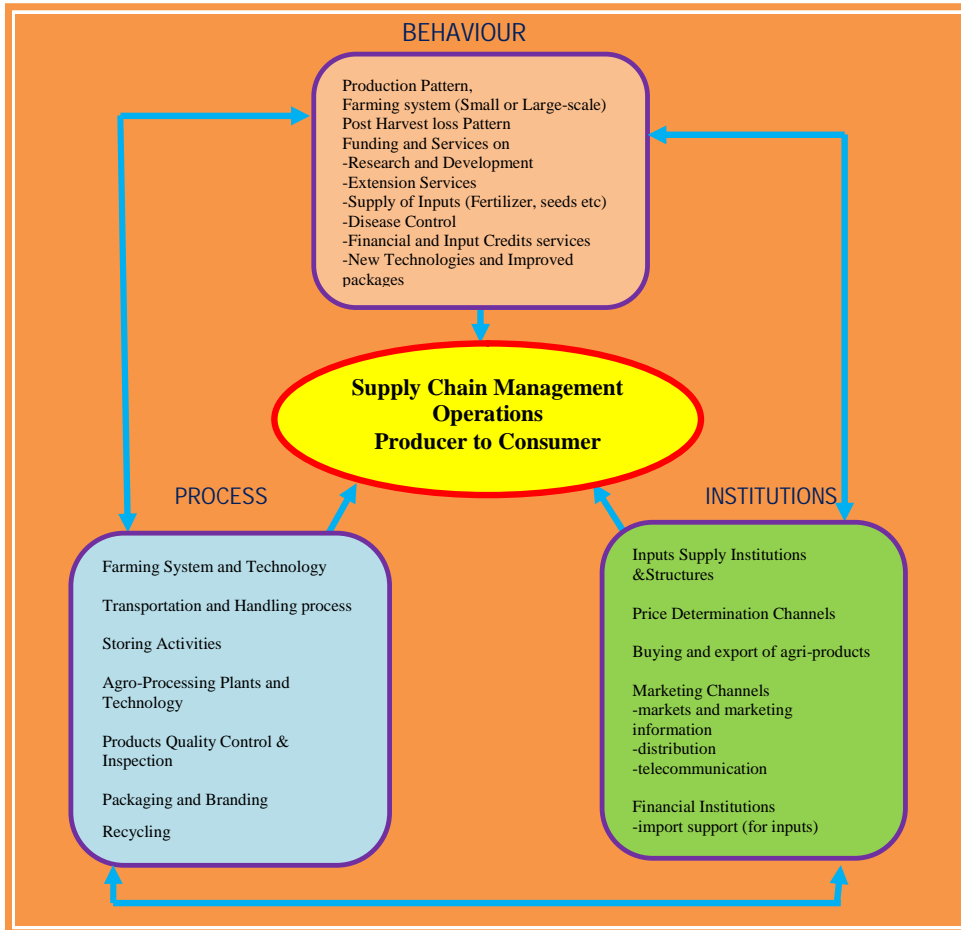 BEHAVIOUR
Production Pattern,
Farming system (Small or Large-scale)
Post Harvest loss Pattern
Funding and Services on
-Research and Development
-Extension Services
-Supply of Inputs (Fertilizer, seeds etc)
-Disease Control
-Financial and Input Credits services
-New Technologies and Improved
packages
Supply Chain Management
Operations
Producer to Consumer
PROCESS
Farming System and Technology
Transportation and Handling process
Storing Activities
Agro-Processing Plants and
Technology
Products Quality Control &
Inspection
Packaging and Branding
Recycling
INSTITUTIONS
Inputs Supply Institutions
&Structures
Price Determination Channels
Buying and export of agri-products
Marketing Channels
-markets and marketing
information
-distribution
-telecommunication
Financial Institutions
-import support (for inputs)